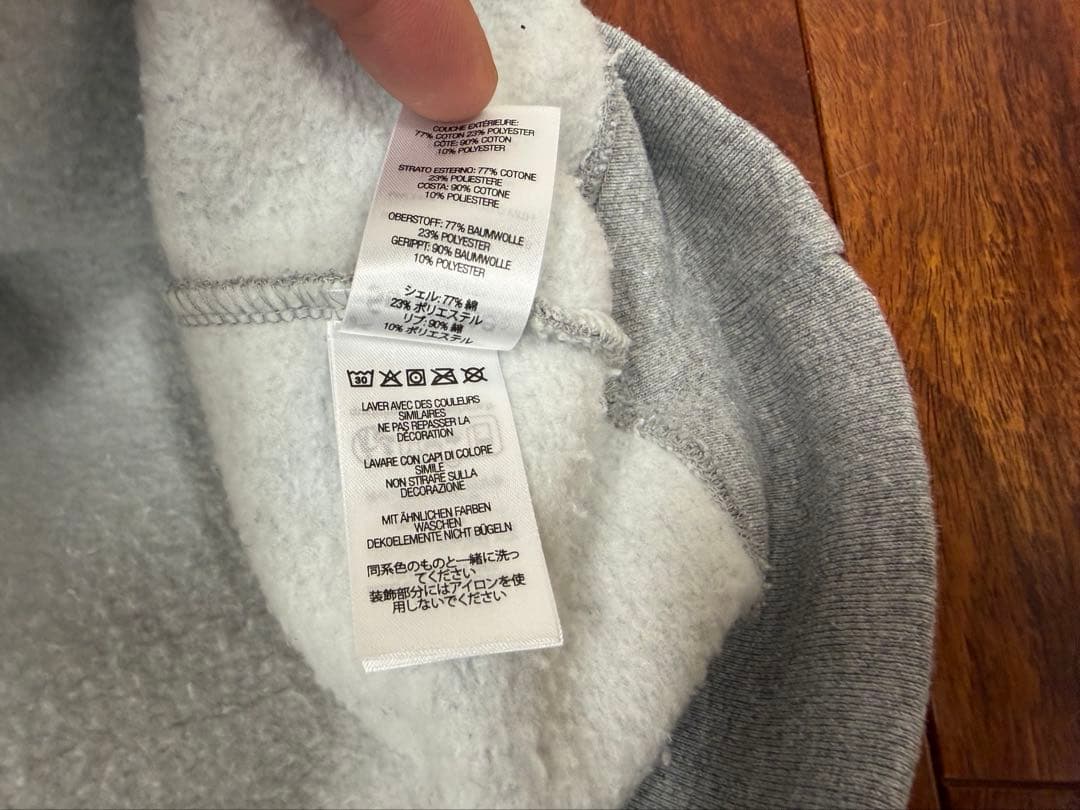 COUCHE EXTÉRIEURE:
77% COTON 23% POLYESTER
CÔTE: 90% COTON
10% POLYESTER
STRATO ESTERNO: 77% COTONE
23% POLIESTERE
COSTA: 90% COTONE
10% POLIESTERE
OBERSTOFF: 77% BAUMWOLLE
23% POLYESTER
GERIPPT: 90% BAUMWOLLE
10% POLYESTER
シェル: 77% 綿
23% ポリエステル
リブ: 90% 綿
10% ポリエステル
30
LAVER AVEC DES COULEURS
SIMILAIRES
NE PAS REPASSER LA
DÉCORATION
LAVARE CON CAPI DI COLORE
SIMILE
NON STIRARE SULLA
DECORAZIONE
MIT ÄHNLICHEN FARBEN
WASCHEN
DEKOELEMENTE NICHT BÜGELN
同系色のものと一緒に洗っ
てください
装飾部分にはアイロンを使
用しないでください